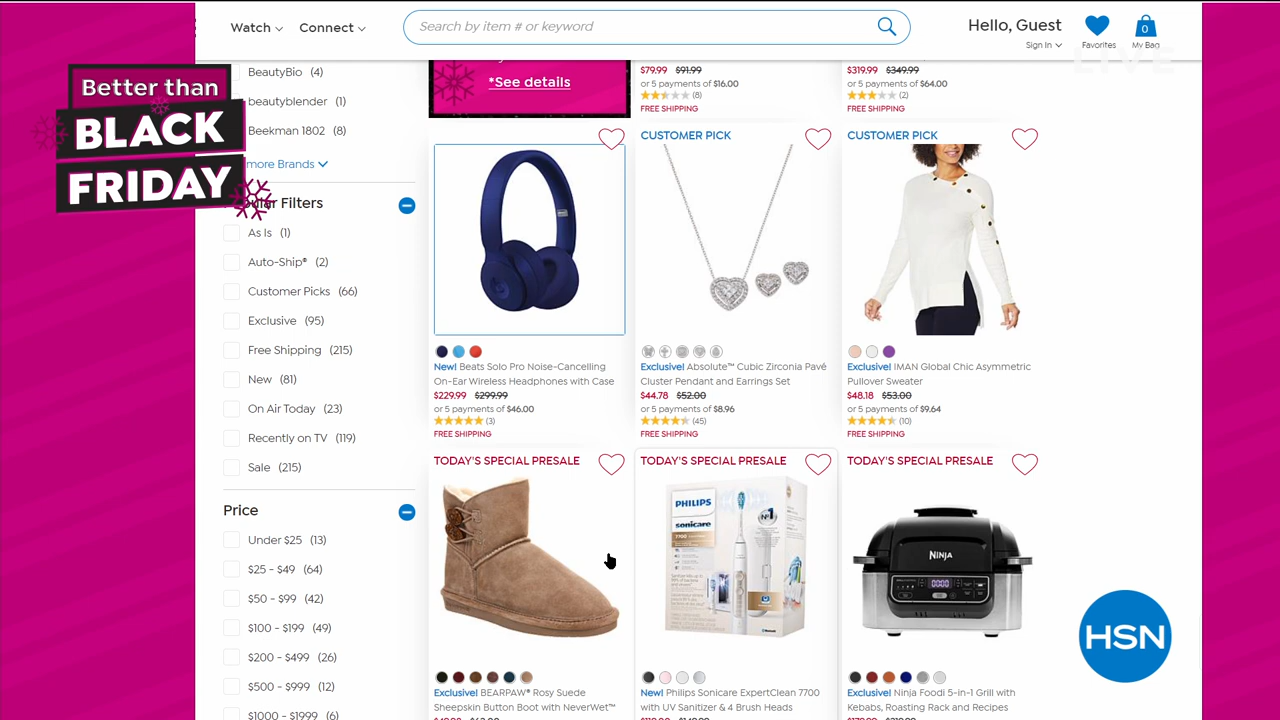 Watch
Connect
Search by item # or keyword
Hello, Guest
Sign In
Favorites
0
My Bag
LIVE
Better than
BLACK
FRIDAY
BeautyBio (4)
beautyblender (1)
Beekman 1802 (8)
more Brands
Filters
As Is (1)
Auto-Ship® (2)
Customer Picks (66)
Exclusive (95)
Free Shipping (215)
New (81)
On Air Today (23)
Recently on TV (119)
Sale (215)
Price
Under $25 (13)
$25 - $49 (64)
$50 - $99 (42)
$100 - $199 (49)
$200 - $499 (26)
$500 - $999 (12)
$1000 - $1999 (6)
*See details
$79.99 $91.99
or 5 payments of $16.00
(8)
FREE SHIPPING
$319.99 $349.99
or 5 payments of $64.00
(2)
FREE SHIPPING
New! Beats Solo Pro Noise-Cancelling
On-Ear Wireless Headphones with Case
$229.99 $299.99
or 5 payments of $46.00
(3)
FREE SHIPPING
CUSTOMER PICK
Exclusive! Absolute™ Cubic Zirconia Pavé
Cluster Pendant and Earrings Set
$44.78 $52.00
or 5 payments of $8.96
(45)
FREE SHIPPING
CUSTOMER PICK
Exclusive! IMAN Global Chic Asymmetric
Pullover Sweater
$48.18 $53.00
or 5 payments of $9.64
(10)
FREE SHIPPING
TODAY'S SPECIAL PRESALE
Exclusive! BEARPAW® Rosy Suede
Sheepskin Button Boot with NeverWet™
TODAY'S SPECIAL PRESALE
PHILIPS
sonicare
7700
Nº1
New! Philips Sonicare ExpertClean 7700
with UV Sanitizer & 4 Brush Heads
TODAY'S SPECIAL PRESALE
NINJA
Exclusive! Ninja Foodi 5-in-1 Grill with
Kebabs, Roasting Rack and Recipes
HSN